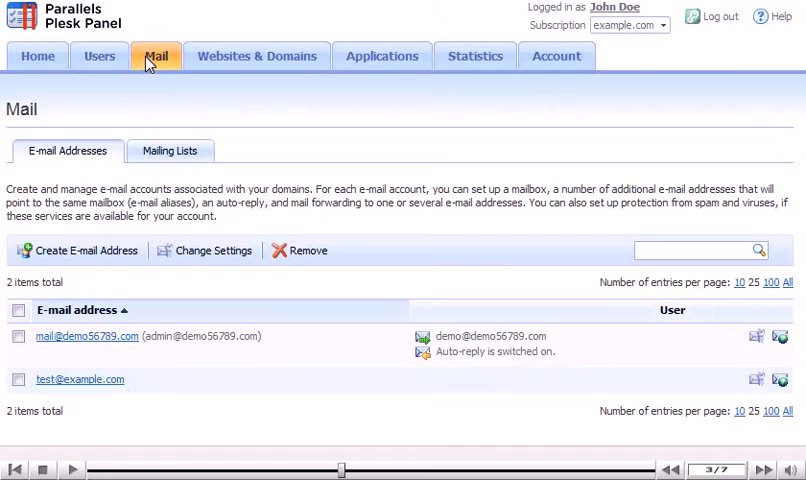 Parallels
Plesk Panel
Logged in as John Doe
Subscription example.com
Log out
Help
Home
Users
Mail
Websites & Domains
Applications
Statistics
Account
Mail
E-mail Addresses
Mailing Lists
Create and manage e-mail accounts associated with your domains. For each e-mail account, you can set up a mailbox, a number of additional e-mail addresses that will
point to the same mailbox (e-mail aliases), an auto-reply, and mail forwarding to one or several e-mail addresses. You can also set up protection from spam and viruses, if
these services are available for your account.
Create E-mail Address
Change Settings
Remove
2 items total
Number of entries per page: 10 25 100 All
E-mail address
User
mail@demo56789.com (admin@demo56789.com)
demo@demo56789.com
Auto-reply is switched on.
test@example.com
2 items total
Number of entries per page: 10 25 100 All
3/7